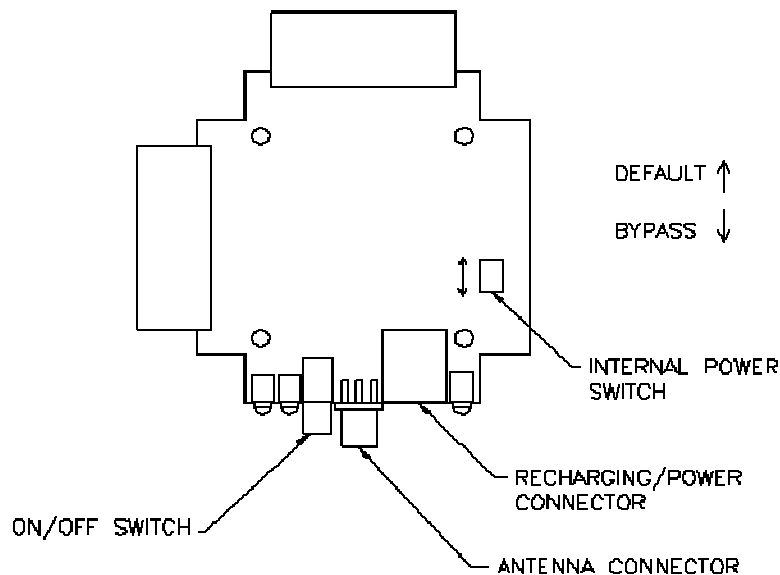 DEFAULT
BYPASS
INTERNAL POWER
SWITCH
RECHARGING/POWER
CONNECTOR
ON/OFF SWITCH
ANTENNA CONNECTOR